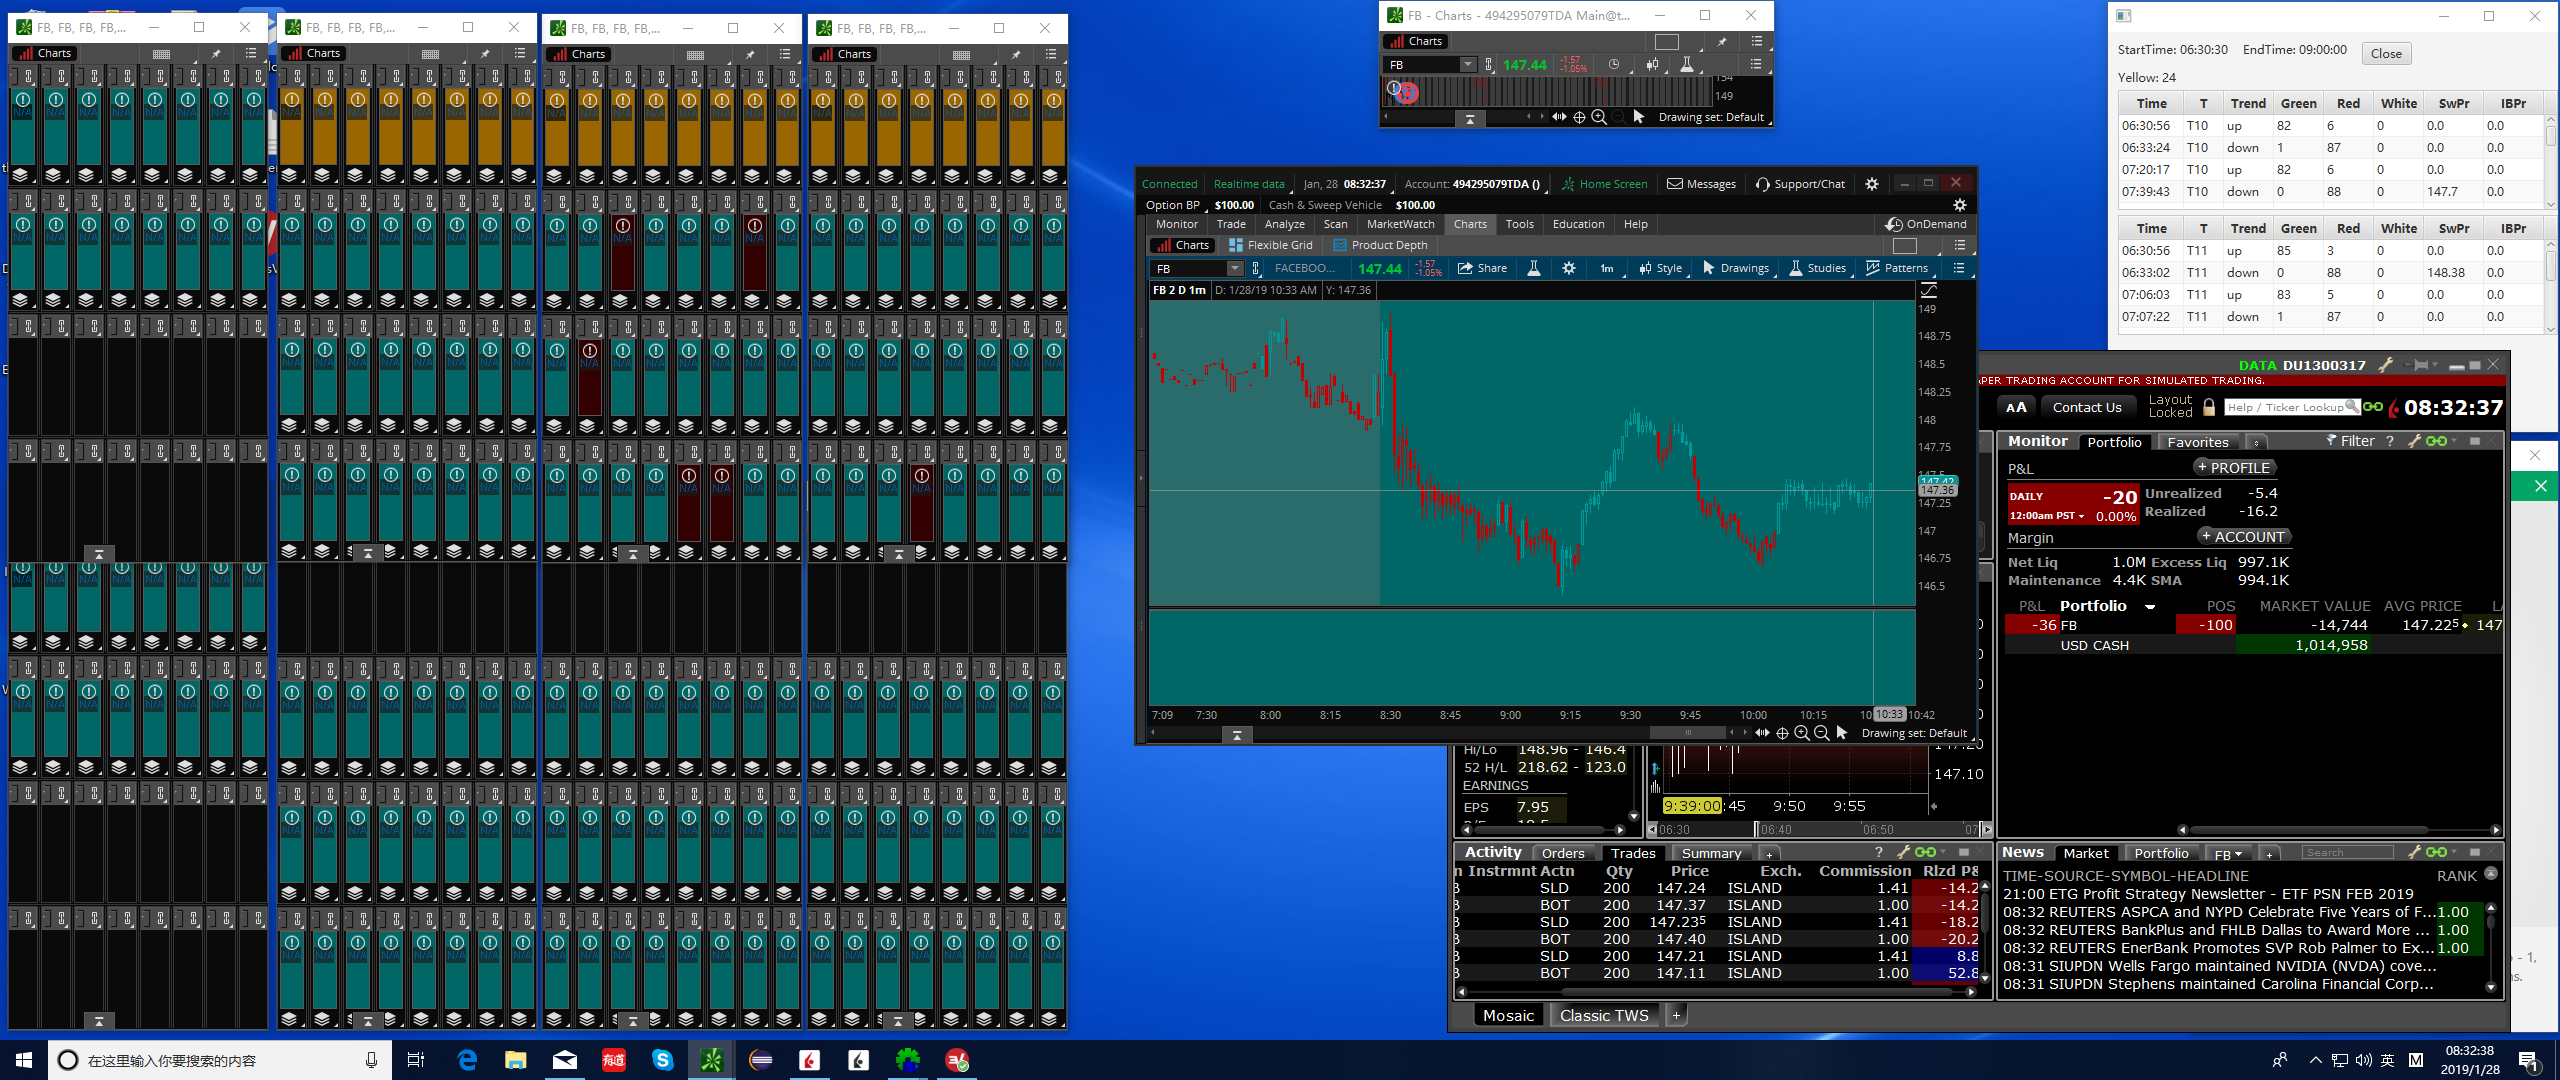 FB, FB, FB, FB,...
Charts
FB, FB, FB, FB,...
Charts
FB, FB, FB, FB,...
Charts
FB, FB, FB, FB,...
Charts
FB - Charts - 494295079TDA Main@t...
Charts
FB 147.44 -1.57 -1.05%
154
149
Drawing set: Default
StartTime: 06:30:30 EndTime: 09:00:00 Close
Yellow: 24
Time T Trend Green Red White SwPr IBPr
06:30:56 T10 up 82 6 0 0.0 0.0
06:33:24 T10 down 1 87 0 0.0 0.0
07:20:17 T10 up 82 6 0 0.0 0.0
07:39:43 T10 down 0 88 0 147.7 0.0
Time T Trend Green Red White SwPr IBPr
06:30:56 T11 up 85 3 0 0.0 0.0
06:33:02 T11 down 0 88 0 148.38 0.0
07:06:03 T11 up 83 5 0 0.0 0.0
07:07:22 T11 down 1 87 0 0.0 0.0
Connected Realtime data Jan, 28 08:32:37 Account: 494295079TDA () Home Screen Messages Support/Chat
Option BP $100.00 Cash & Sweep Vehicle $100.00
Monitor Trade Analyze Scan MarketWatch Charts Tools Education Help OnDemand
Charts Flexible Grid Product Depth
FB FACEBOO... 147.44 -1.57 -1.05% Share 1m Style Drawings Studies Patterns
FB 2 D 1m D: 1/28/19 10:33 AM Y: 147.36
149
148.75
148.5
148.25
148
147.75
147.5
147.42
147.36
147.25
147
146.75
146.5
7:09 7:30 8:00 8:15 8:30 8:45 9:00 9:15 9:30 9:45 10:00 10:15 10:33 10:42
Drawing set: Default
DATA DU1300317
APER TRADING ACCOUNT FOR SIMULATED TRADING.
AA Contact Us Layout Locked Help / Ticker Lookup 08:32:37
Monitor Portfolio Favorites + Filter ?
P&L + PROFILE
DAILY -20 Unrealized -5.4
12:00am PST 0.00% Realized -16.2
Margin + ACCOUNT
Net Liq 1.0M Excess Liq 997.1K
Maintenance 4.4K SMA 994.1K
P&L Portfolio POS MARKET VALUE AVG PRICE LA
-36 FB -100 -14,744 147.225 147
USD CASH 1,014,958
Hi/Lo 148.96 - 146.4
52 H/L 218.62 - 123.0
EARNINGS
EPS 7.95
147.20
147.10
9:39:00 :45 9:50 9:55
06:30 06:40 06:50 07
Activity Orders Trades Summary + ?
n Instrmnt Actn Qty Price Exch. Commission Rlzd P&
B SLD 200 147.24 ISLAND 1.41 -14.2
B BOT 200 147.37 ISLAND 1.00 -14.2
B SLD 200 147.235 ISLAND 1.41 -18.2
B BOT 200 147.40 ISLAND 1.00 -20.2
B SLD 200 147.21 ISLAND 1.41 8.8
B BOT 200 147.11 ISLAND 1.00 52.8
Mosaic Classic TWS +
News Market Portfolio FB + Search
TIME-SOURCE-SYMBOL-HEADLINE RANK
21:00 ETG Profit Strategy Newsletter - ETF PSN FEB 2019
08:32 REUTERS ASPCA and NYPD Celebrate Five Years of F... 1.00
08:32 REUTERS BankPlus and FHLB Dallas to Award More ... 1.00
08:32 REUTERS EnerBank Promotes SVP Rob Palmer to Ex... 1.00
08:31 SIUPDN Wells Fargo maintained NVIDIA (NVDA) cove...
08:31 SIUPDN Stephens maintained Carolina Financial Corp...
在这里输入你要搜索的内容
有道
英
M
08:32:38
2019/1/28
1